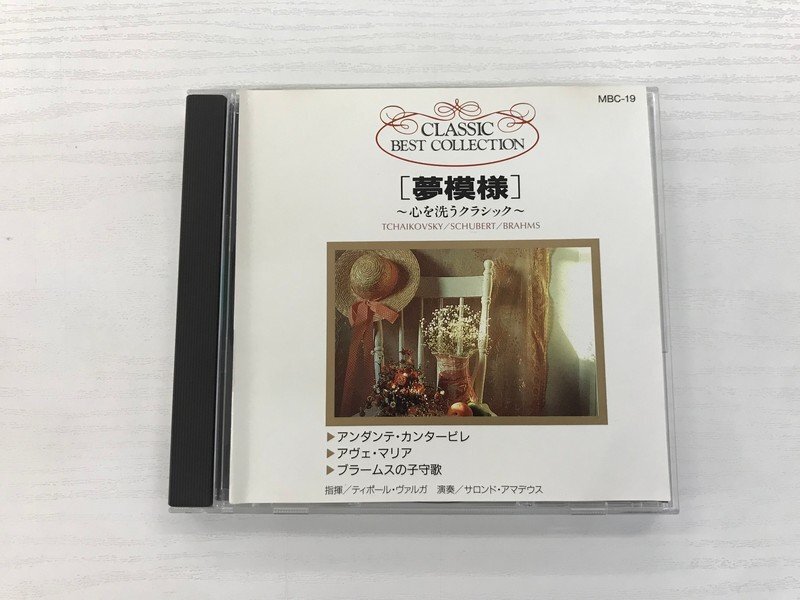 MBC-19
CLASSIC
BEST COLLECTION
[夢模様]
～心を洗うクラシック～
TCHAIKOVSKY/SCHUBERT/BRAHMS
▶アンダンテ・カンタービレ
▶アヴェ・マリア
▶ブラームスの子守歌
指揮/ティボール・ヴァルガ 演奏/サロンド・アマデウス